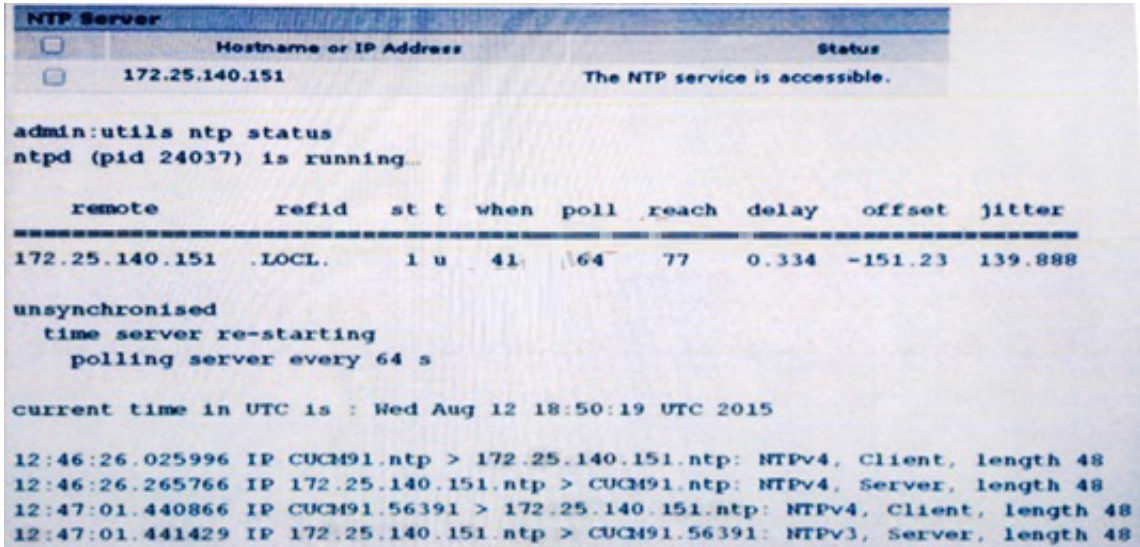 NTP Server
Hostname or IP Address Status
172.25.140.151 The NTP service is accessible.
admin:utils ntp status
ntpd (pid 24037) is running…
remote refid st t when poll reach delay offset jitter
==============================================================================
172.25.140.151 .LOCL. 1 u 41 64 77 0.334 -151.23 139.888
unsynchronised
time server re-starting
polling server every 64 s
current time in UTC is : Wed Aug 12 18:50:19 UTC 2015
12:46:26.025996 IP CUCM91.ntp > 172.25.140.151.ntp: NTPv4, Client, length 48
12:46:26.265766 IP 172.25.140.151.ntp > CUCM91.ntp: NTPv4, Server, length 48
12:47:01.440866 IP CUCM91.56391 > 172.25.140.151.ntp: NTPv4, Client, length 48
12:47:01.441429 IP 172.25.140.151.ntp > CUCM91.56391: NTPv3, Server, length 48